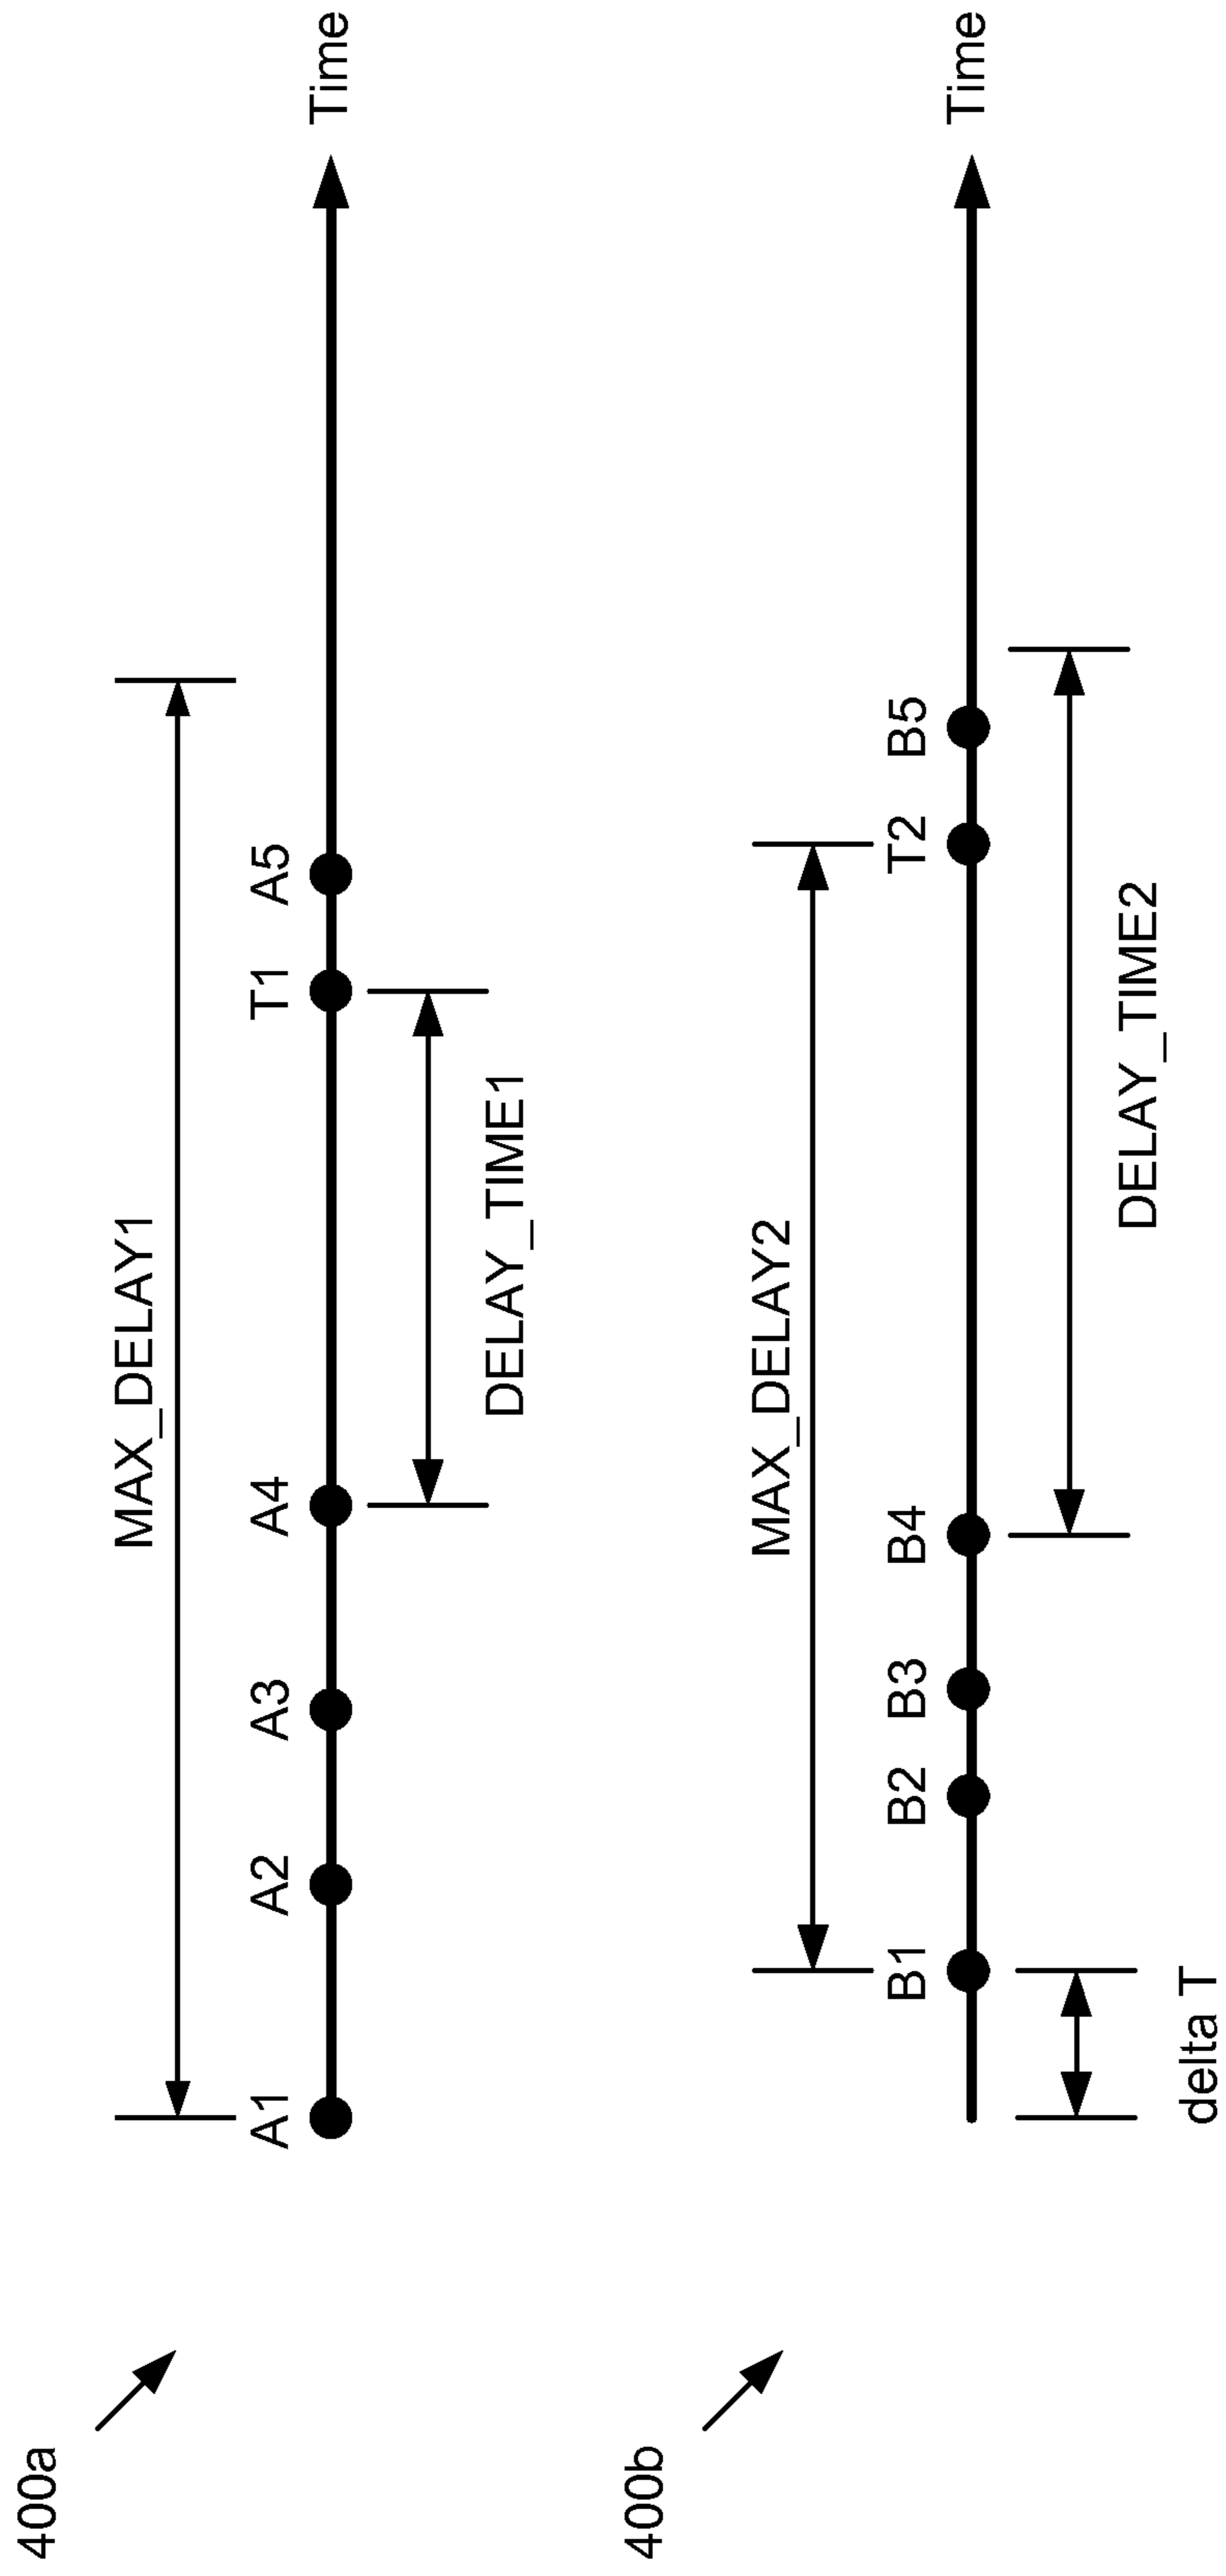 400a
MAX_DELAY1
A1
A2
A3
A4
T1
A5
Time
DELAY_TIME1
400b
MAX_DELAY2
B1
B2
B3
B4
T2
B5
Time
DELAY_TIME2
delta T